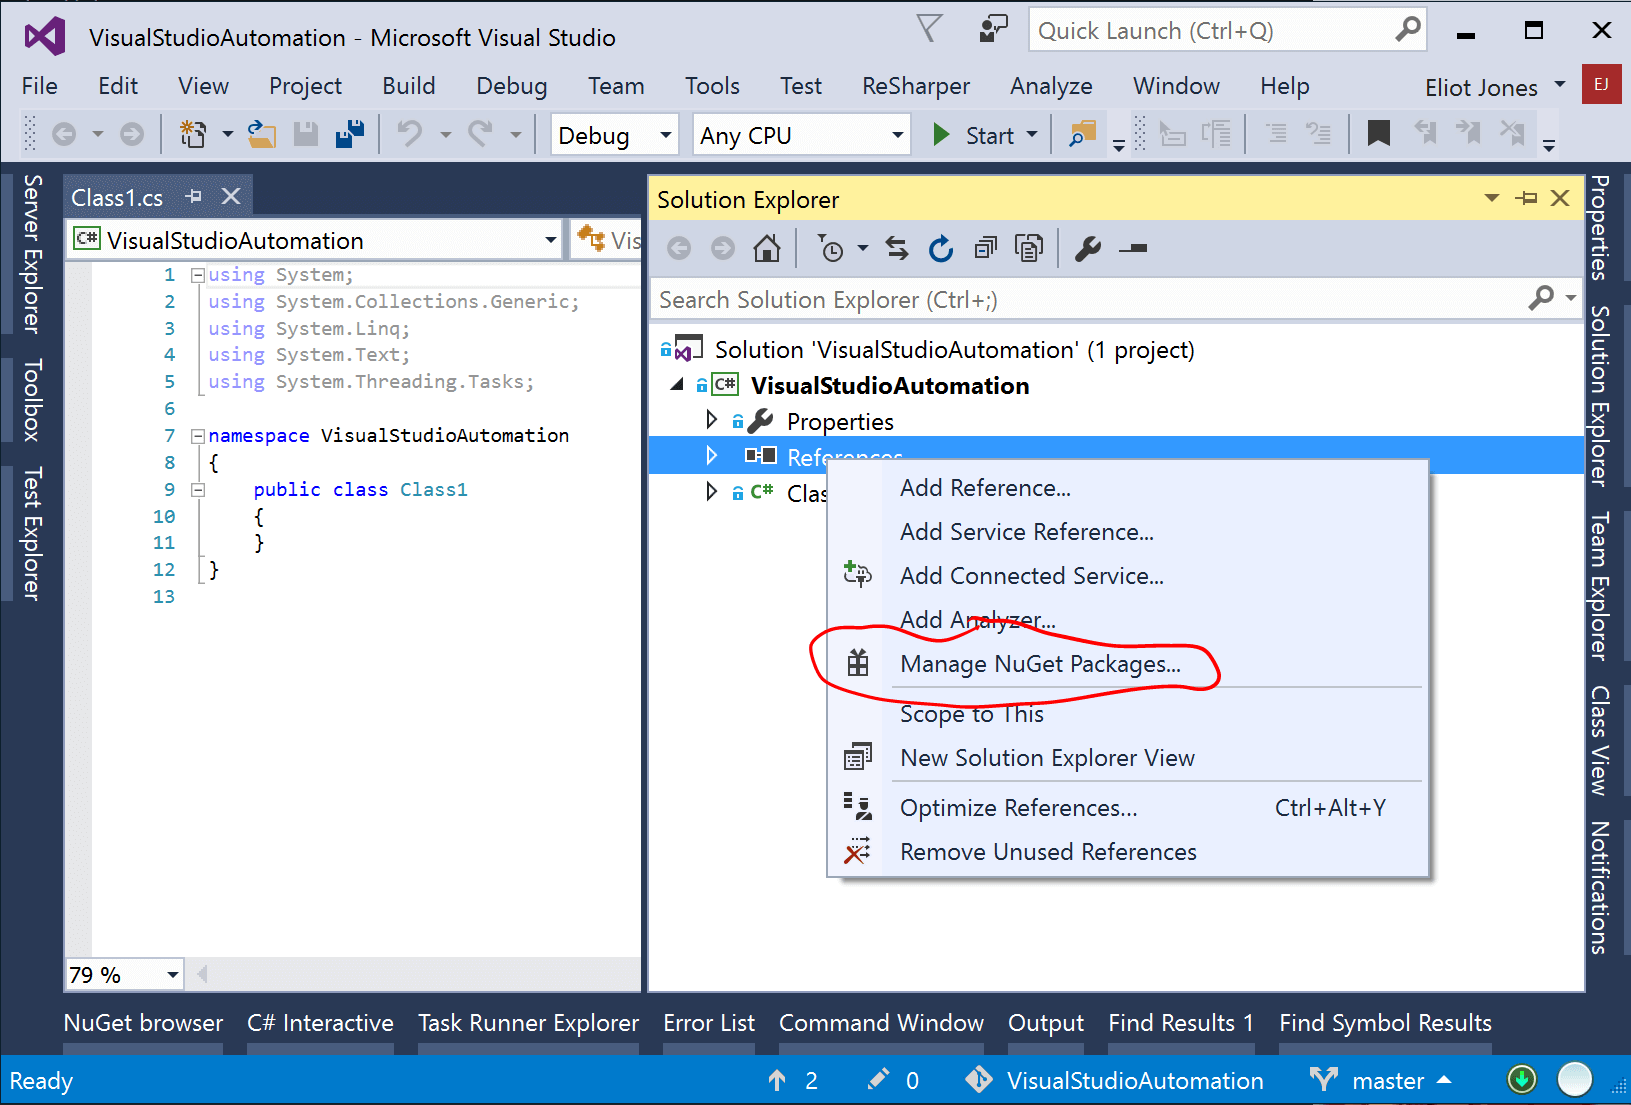 VisualStudioAutomation - Microsoft Visual Studio
Quick Launch (Ctrl+Q)
File Edit View Project Build Debug Team Tools Test ReSharper Analyze Window Help
Eliot Jones EJ
Debug Any CPU Start
Server Explorer
Toolbox
Test Explorer
Class1.cs
C# VisualStudioAutomation Vis
1 using System;
2 using System.Collections.Generic;
3 using System.Linq;
4 using System.Text;
5 using System.Threading.Tasks;
6
7 namespace VisualStudioAutomation
8 {
9 public class Class1
10 {
11 }
12 }
13
79 %
Solution Explorer
Search Solution Explorer (Ctrl+;)
Solution 'VisualStudioAutomation' (1 project)
C# VisualStudioAutomation
Properties
References
C# Clas
Add Reference...
Add Service Reference...
Add Connected Service...
Add Analyzer...
Manage NuGet Packages...
Scope to This
New Solution Explorer View
Optimize References... Ctrl+Alt+Y
Remove Unused References
Properties
Solution Explorer
Team Explorer
Class View
Notifications
NuGet browser C# Interactive Task Runner Explorer Error List Command Window Output Find Results 1 Find Symbol Results
Ready 2 0 VisualStudioAutomation master